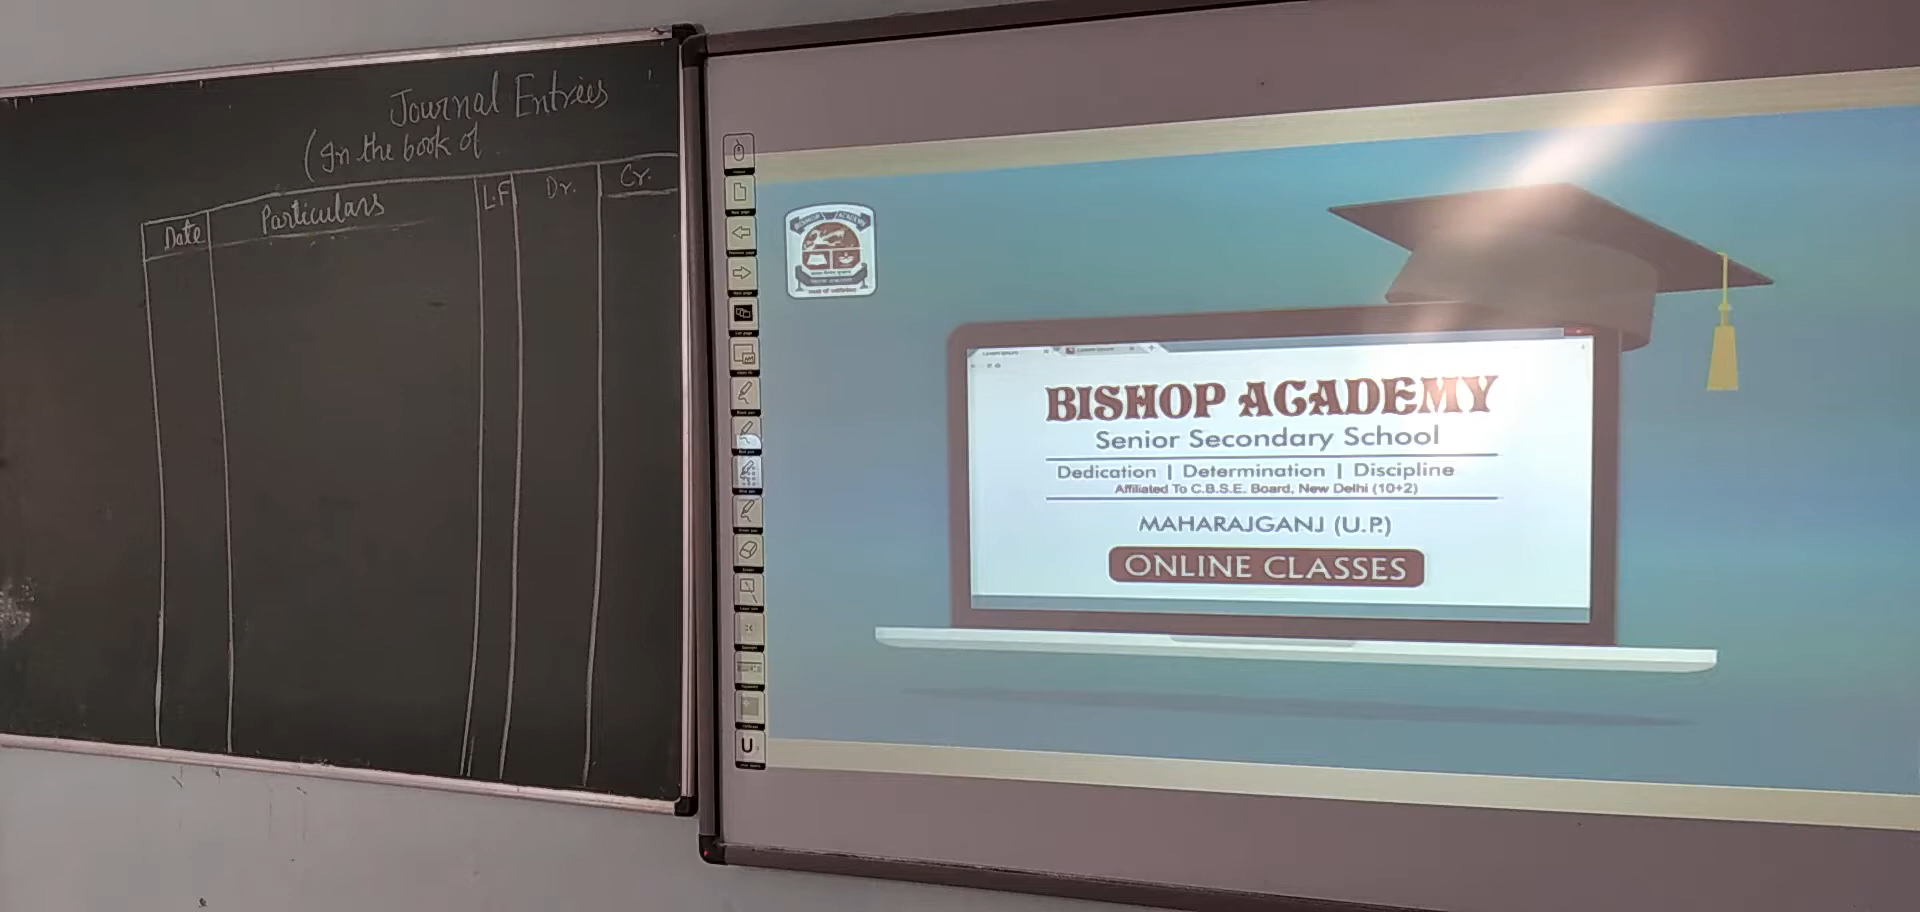 Journal Entries
(In the book of
Date Particulars L.F Dr. Cr.
BISHOP ACADEMY
Senior Secondary School
Dedication | Determination | Discipline
Affiliated To C.B.S.E. Board, New Delhi (10+2)
MAHARAJGANJ (U.P.)
ONLINE CLASSES
U